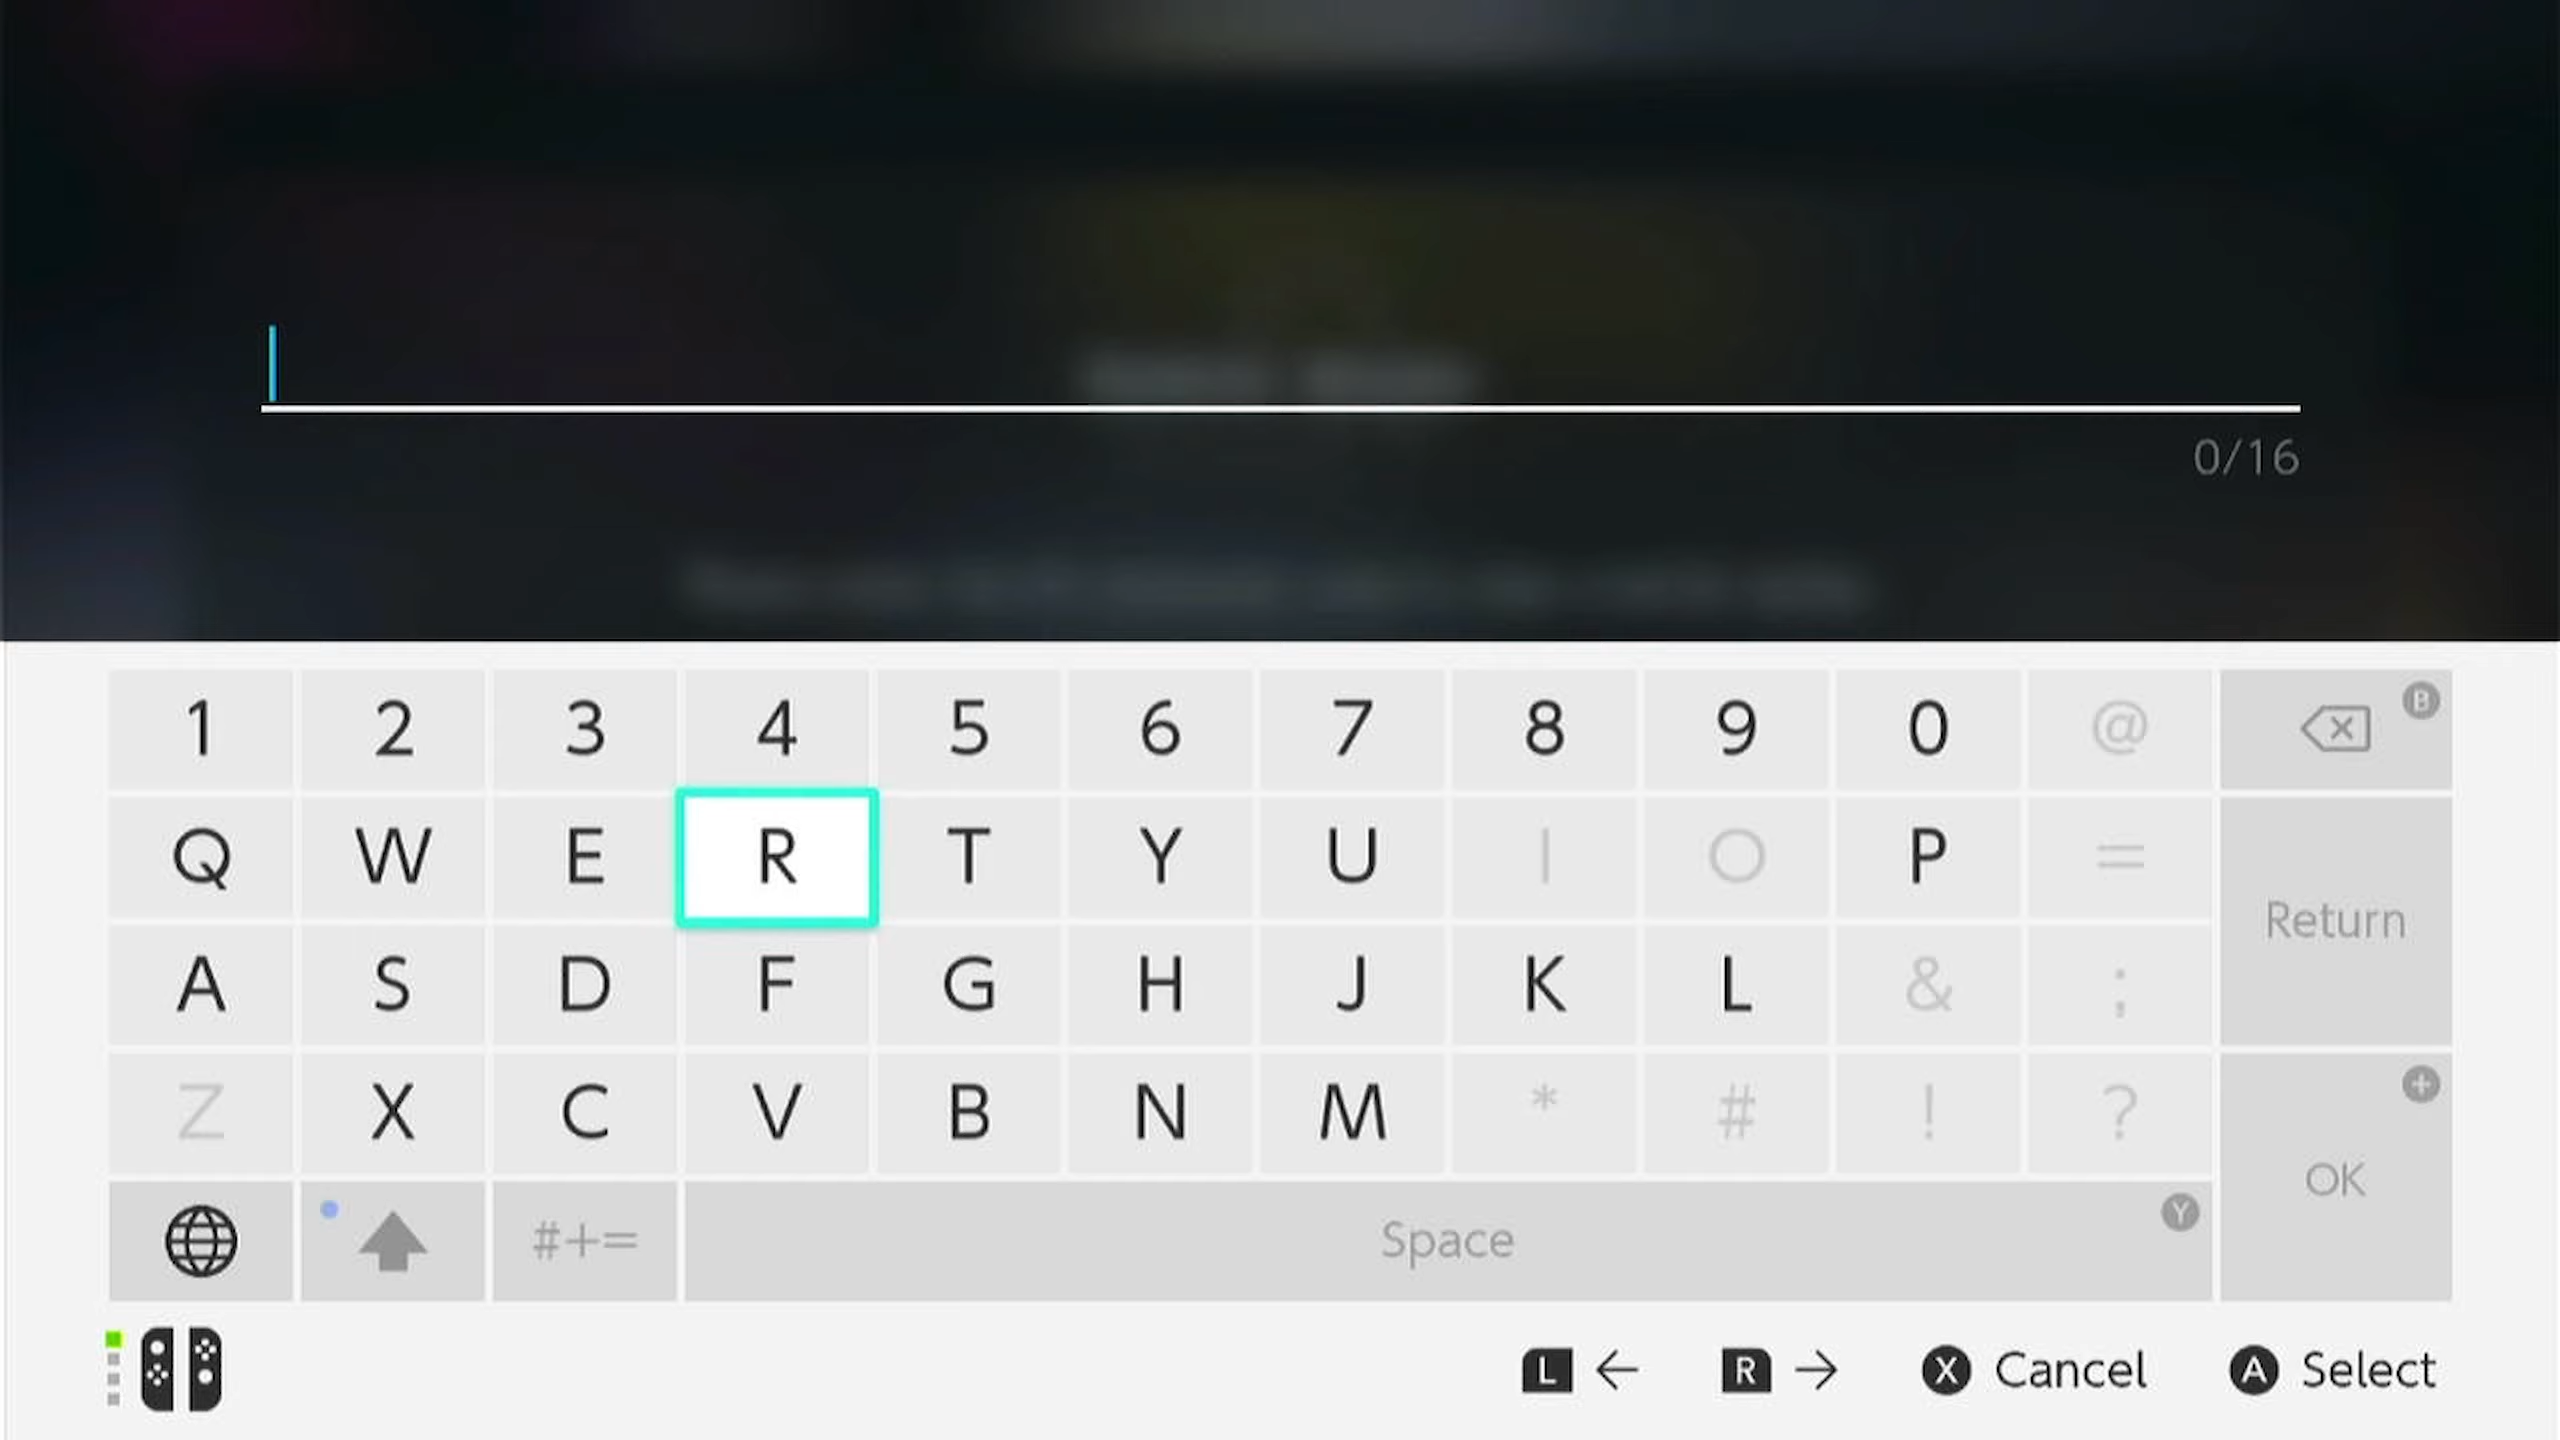 0/16
1 2 3 4 5 6 7 8 9 0 @ B
Q W E R T Y U I O P =
Return
A S D F G H J K L & ;
Z X C V B N M * # ! ? +
OK
#+= Space Y
L ← R → X Cancel A Select